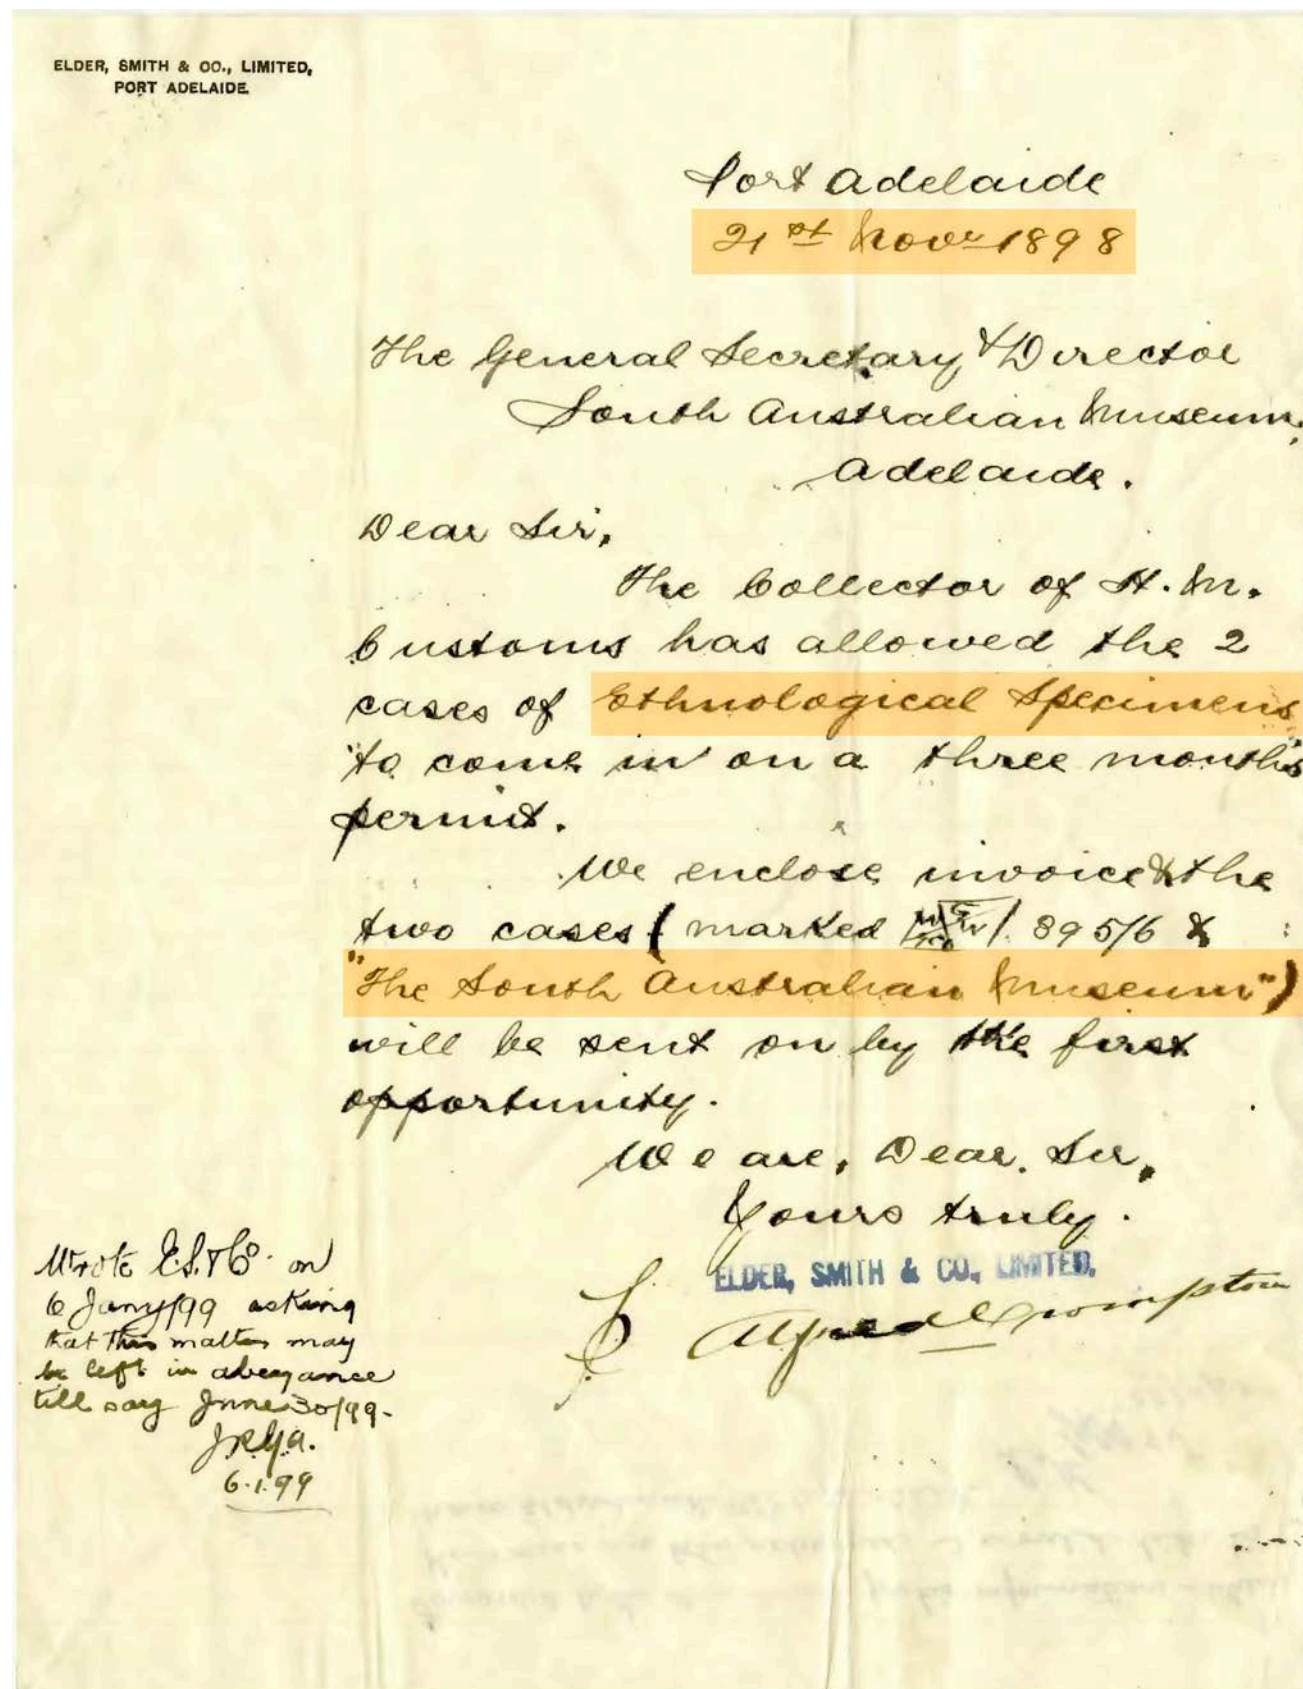 ELDER, SMITH & CO., LIMITED,
PORT ADELAIDE.
Port Adelaide
21st Novr 1898
The General Secretary & Director
South Australian Museum,
Adelaide.
Dear Sir,
The Collector of H. M.
Customs has allowed the 2
cases of Ethnological Specimens
to come in on a three months
permit.
We enclose invoice & the
two cases (marked / 895/6 &
"The South Australian Museum")
will be sent on by the first
opportunity.
We are, Dear Sir,
Yours truly.
ELDER, SMITH & CO., LIMITED.
Alfred Crompton
Wrote E.S. & Co. on
6 Jany/99 asking
that this matter may
be left in abeyance
till say June 30/99-
6.1.99